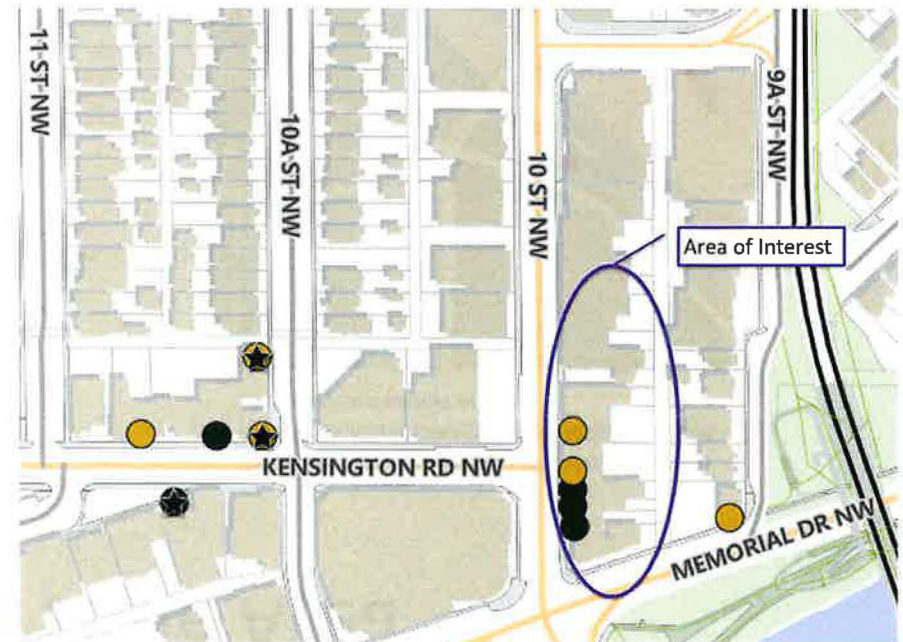 11 ST NW
10A ST NW
10 ST NW
9A ST NW
Area of Interest
KENSINGTON RD NW
MEMORIAL DR NW